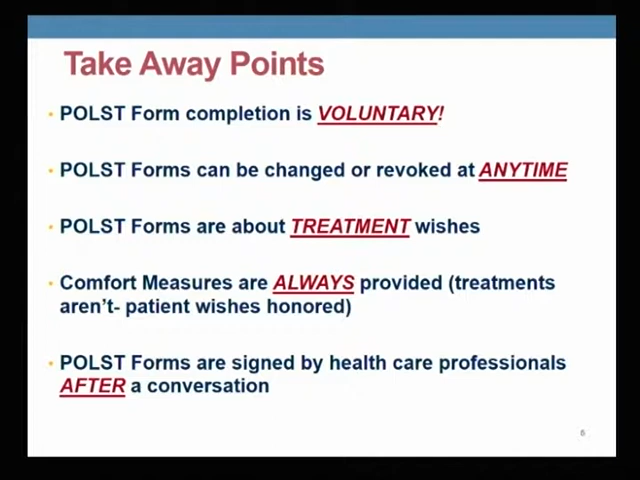 Take Away Points
• POLST Form completion is VOLUNTARY!
• POLST Forms can be changed or revoked at ANYTIME
• POLST Forms are about TREATMENT wishes
• Comfort Measures are ALWAYS provided (treatments
aren't- patient wishes honored)
• POLST Forms are signed by health care professionals
AFTER a conversation
6